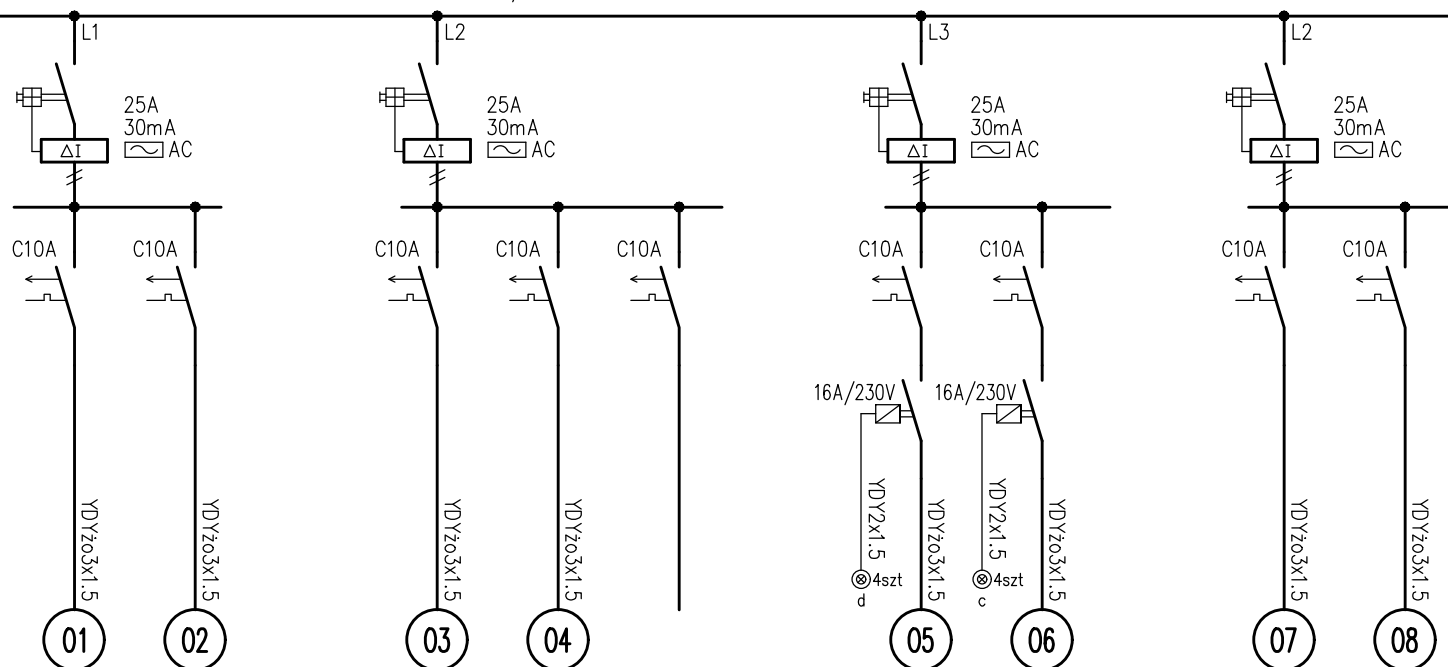 L1
L2
L3
L2
25A
30mA
ΔI
AC
25A
30mA
ΔI
AC
25A
30mA
ΔI
AC
25A
30mA
ΔI
AC
C10A
C10A
C10A
C10A
C10A
C10A
C10A
C10A
C10A
16A/230V
16A/230V
YDYżo3x1.5
YDYżo3x1.5
YDYżo3x1.5
YDYżo3x1.5
YDY2x1.5
YDYżo3x1.5
YDY2x1.5
YDYżo3x1.5
YDYżo3x1.5
YDYżo3x1.5
4szt
d
4szt
c
01
02
03
04
05
06
07
08